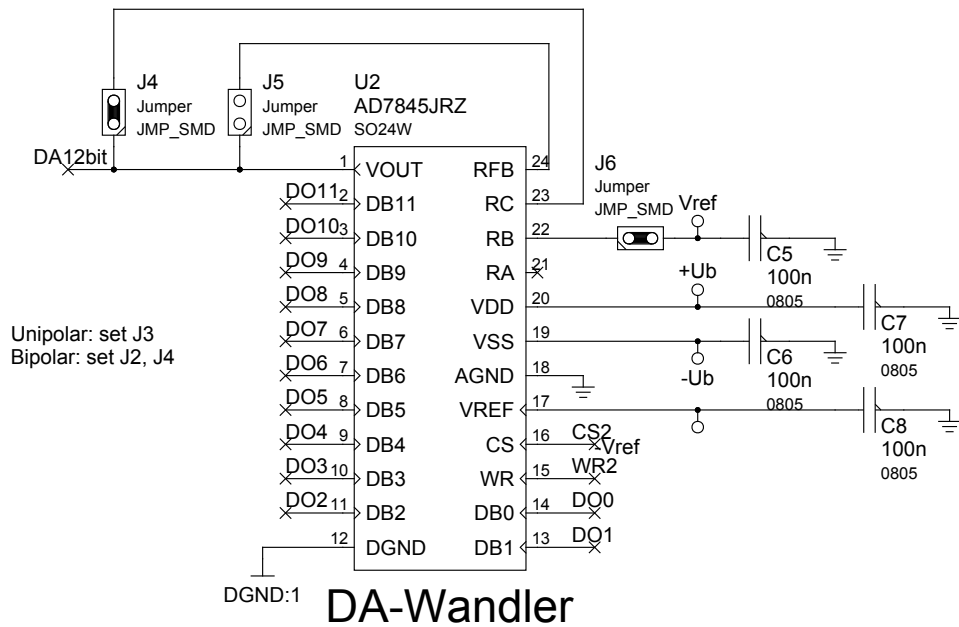 J4
Jumper
JMP_SMD
J5
Jumper
JMP_SMD
U2
AD7845JRZ
SO24W
DA12bit
1 VOUT RFB 24
DO11 2 DB11 RC 23
DO10 3 DB10 RB 22
DO9 4 DB9 RA 21
DO8 5 DB8 VDD 20
DO7 6 DB7 VSS 19
DO6 7 DB6 AGND 18
DO5 8 DB5 VREF 17
DO4 9 DB4 CS 16 CS2
DO3 10 DB3 WR 15 WR2
DO2 11 DB2 DB0 14 DO0
12 DGND DB1 13 DO1
J6
Jumper
JMP_SMD
Vref
C5
100n
0805
+Ub
C7
100n
0805
-Ub
C6
100n
0805
-Vref
C8
100n
0805
Unipolar: set J3
Bipolar: set J2, J4
DGND:1
DA-Wandler